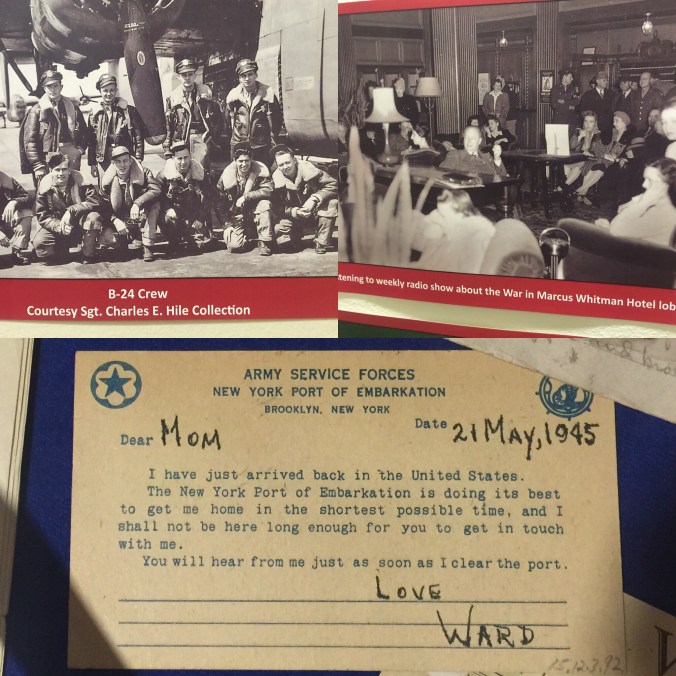 B-24 Crew
Courtesy Sgt. Charles E. Hile Collection
tening to weekly radio show about the War in Marcus Whitman Hotel lob
ARMY SERVICE FORCES
NEW YORK PORT OF EMBARKATION
BROOKLYN, NEW YORK
Dear MOM
Date 21 MAY, 1945
I have just arrived back in the United States.
The New York Port of Embarkation is doing its best
to get me home in the shortest possible time, and I
shall not be here long enough for you to get in touch
with me.
You will hear from me just as soon as I clear the port.
LOVE
WARD
15.12.3.92